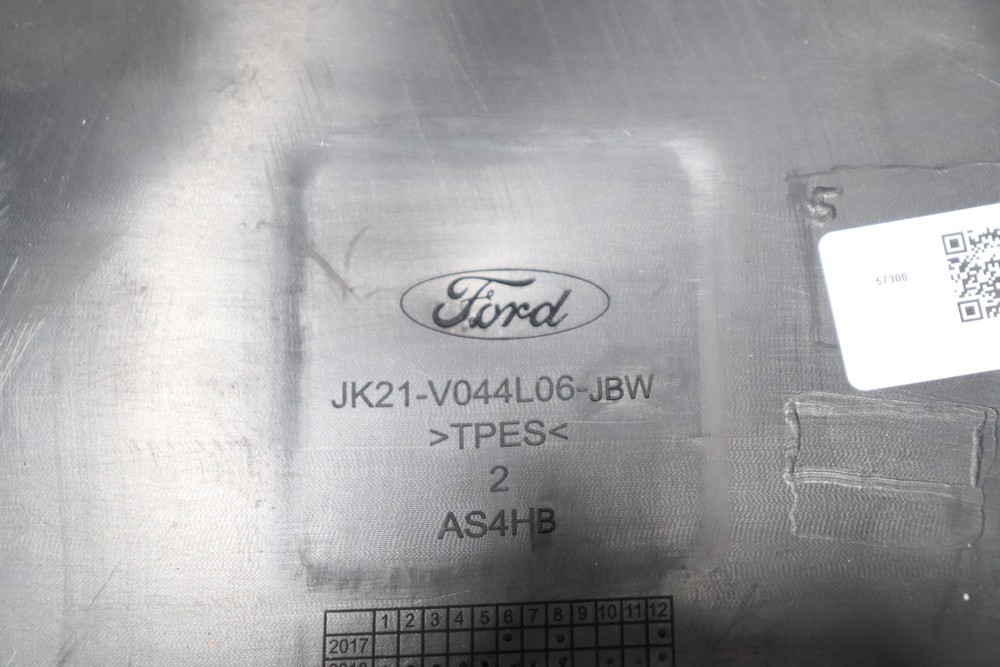 S
57300
Ford
JK21-V044L06-JBW
>TPES<
2
AS4HB
1 2 3 4 5 6 7 8 9 10 11 12
2017